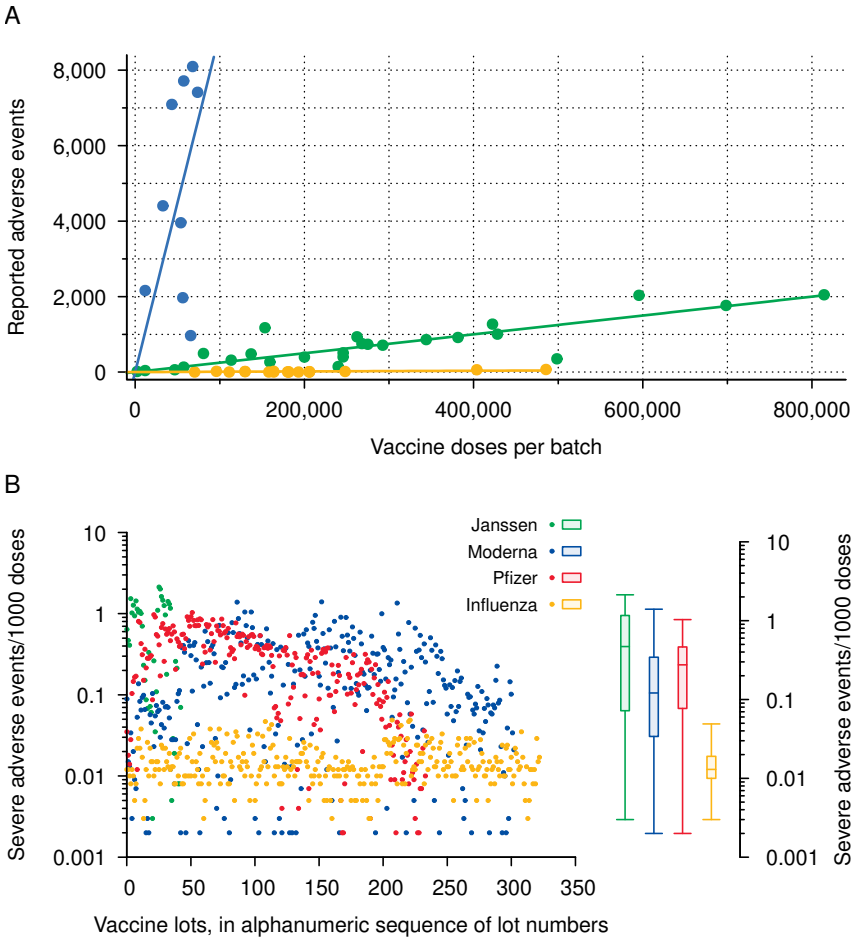 A
Reported adverse events
8,000
6,000
4,000
2,000
0
0 200,000 400,000 600,000 800,000
Vaccine doses per batch
B
Severe adverse events/1000 doses
10
1
0.1
0.01
0.001
0 50 100 150 200 250 300 350
Vaccine lots, in alphanumeric sequence of lot numbers
Janssen
Moderna
Pfizer
Influenza
10
1
0.1
0.01
0.001
Severe adverse events/1000 doses